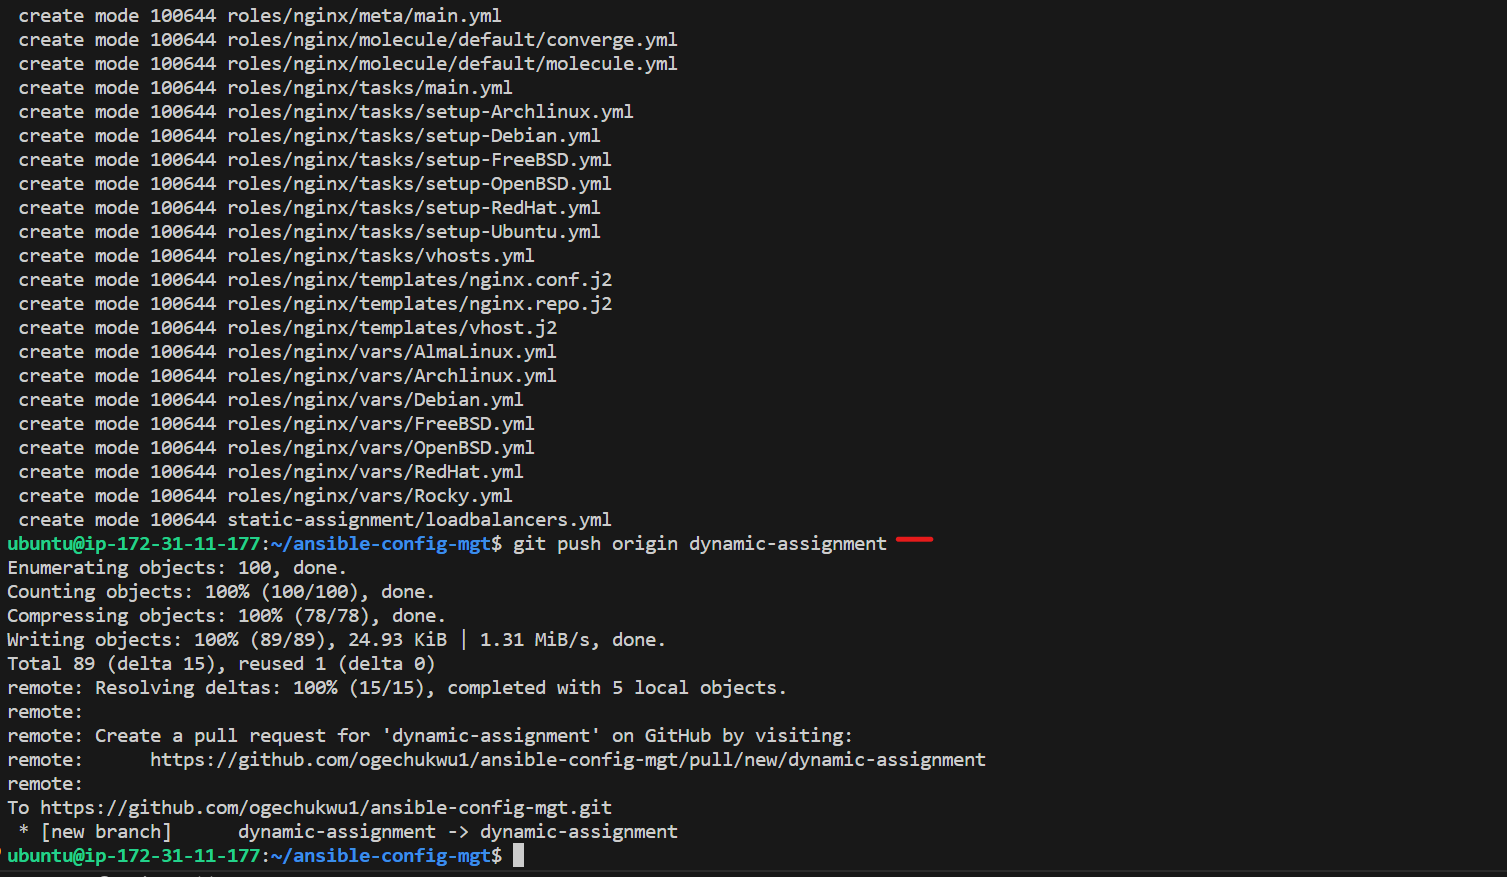 create mode 100644 roles/nginx/meta/main.yml
create mode 100644 roles/nginx/molecule/default/converge.yml
create mode 100644 roles/nginx/molecule/default/molecule.yml
create mode 100644 roles/nginx/tasks/main.yml
create mode 100644 roles/nginx/tasks/setup-Archlinux.yml
create mode 100644 roles/nginx/tasks/setup-Debian.yml
create mode 100644 roles/nginx/tasks/setup-FreeBSD.yml
create mode 100644 roles/nginx/tasks/setup-OpenBSD.yml
create mode 100644 roles/nginx/tasks/setup-RedHat.yml
create mode 100644 roles/nginx/tasks/setup-Ubuntu.yml
create mode 100644 roles/nginx/tasks/vhosts.yml
create mode 100644 roles/nginx/templates/nginx.conf.j2
create mode 100644 roles/nginx/templates/nginx.repo.j2
create mode 100644 roles/nginx/templates/vhost.j2
create mode 100644 roles/nginx/vars/AlmaLinux.yml
create mode 100644 roles/nginx/vars/Archlinux.yml
create mode 100644 roles/nginx/vars/Debian.yml
create mode 100644 roles/nginx/vars/FreeBSD.yml
create mode 100644 roles/nginx/vars/OpenBSD.yml
create mode 100644 roles/nginx/vars/RedHat.yml
create mode 100644 roles/nginx/vars/Rocky.yml
create mode 100644 static-assignment/loadbalancers.yml
ubuntu@ip-172-31-11-177:~/ansible-config-mgt$ git push origin dynamic-assignment
Enumerating objects: 100, done.
Counting objects: 100% (100/100), done.
Compressing objects: 100% (78/78), done.
Writing objects: 100% (89/89), 24.93 KiB | 1.31 MiB/s, done.
Total 89 (delta 15), reused 1 (delta 0)
remote: Resolving deltas: 100% (15/15), completed with 5 local objects.
remote:
remote: Create a pull request for 'dynamic-assignment' on GitHub by visiting:
remote:      https://github.com/ogechukwu1/ansible-config-mgt/pull/new/dynamic-assignment
remote:
To https://github.com/ogechukwu1/ansible-config-mgt.git
 * [new branch]      dynamic-assignment -> dynamic-assignment
ubuntu@ip-172-31-11-177:~/ansible-config-mgt$